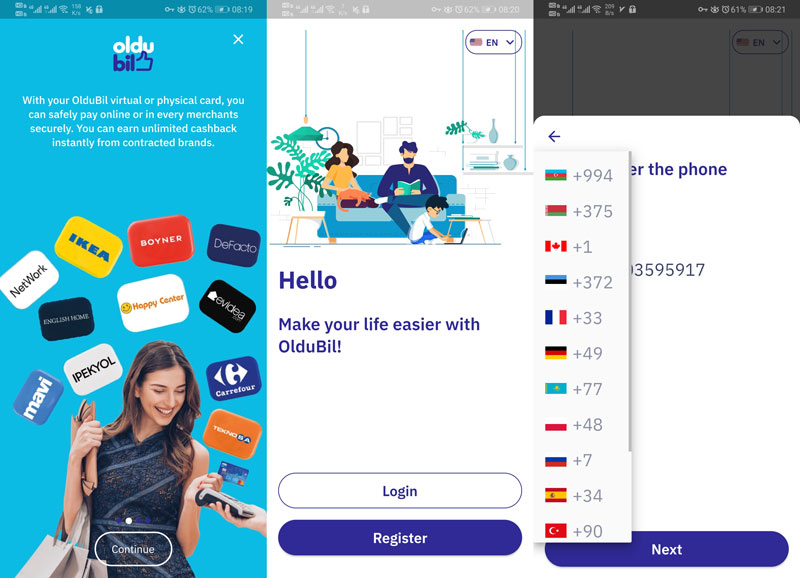 158
K/s
62%
08:19
oldu
bil
With your OlduBil virtual or physical card, you
can safely pay online or in every merchants
securely. You can earn unlimited cashback
instantly from contracted brands.
IKEA
BOYNER
DeFacto
NetWork
ENGLISH HOME
Happy Center
evidea
IPEKYOL
mavi
Carrefour
TEKNOSA
Continue
62%
08:20
EN
Hello
Make your life easier with
OlduBil!
Login
Register
209
B/s
61%
08:21
EN
er the phone
03595917
+994
+375
+1
+372
+33
+49
+77
+48
+7
+34
+90
Next